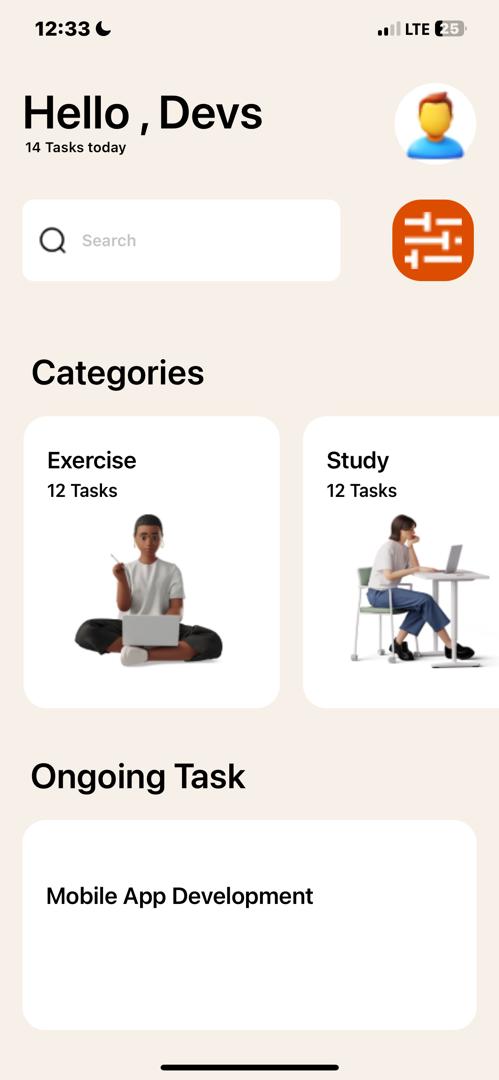 12:33
LTE
25
Hello , Devs
14 Tasks today
Search
Categories
Exercise
12 Tasks
Study
12 Tasks
Ongoing Task
Mobile App Development